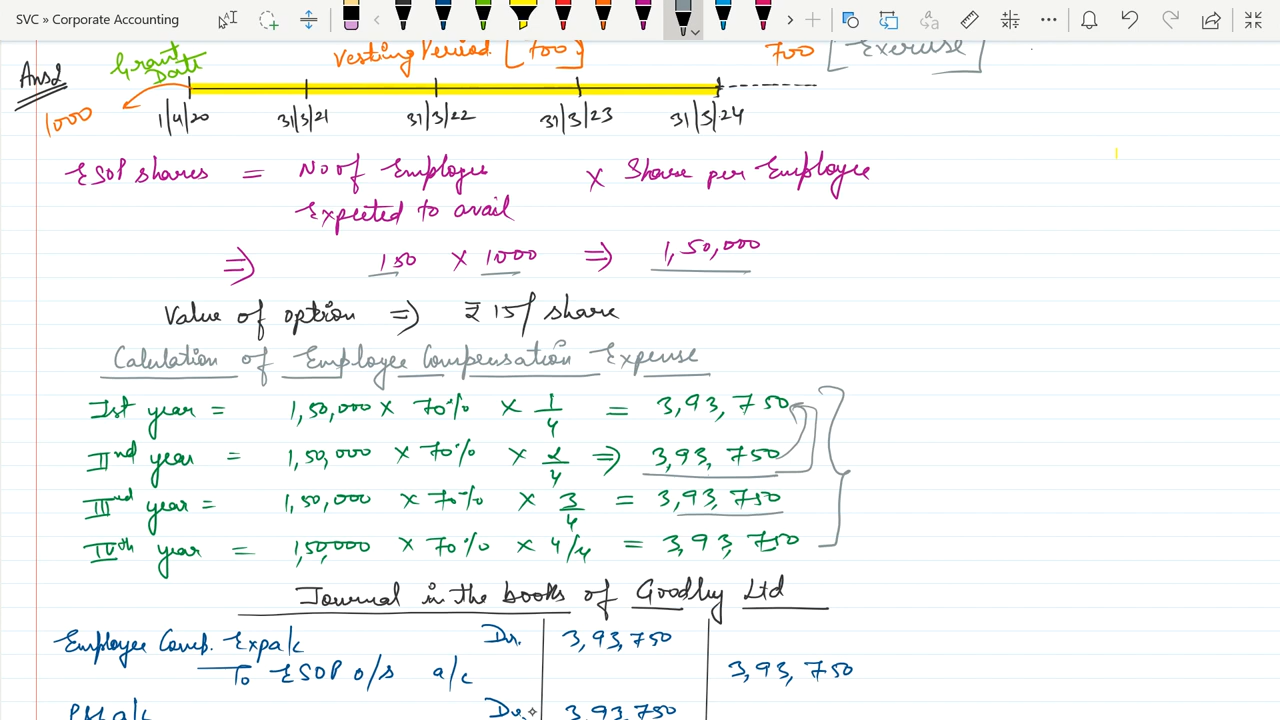 SVC » Corporate Accounting
Ans2
Grant Date
Vesting Period [700]
700 [Exercise]
1000
1/4/20 31/3/21 31/3/22 31/3/23 31/3/24
ESOP shares = No of Employee Expected to avail × Share per Employee
⇒ 150 × 1000 ⇒ 1,50,000
Value of option ⇒ ₹ 15/ share
Calculation of Employee Compensation Expense
Ist year = 1,50,000 × 70% × 1/4 = 3,93,750
IInd year = 1,50,000 × 70% × 2/4 ⇒ 3,93,750
IIIrd year = 1,50,000 × 70% × 3/4 = 3,93,750
IVth year = 1,50,000 × 70% × 4/4 = 3,93,750
Journal in the books of Goodluy Ltd
Employee Comp. Exp a/c Dr. 3,93,750
To ESOP o/s a/c 3,93,750
P&L a/c Dr. 3,93,750